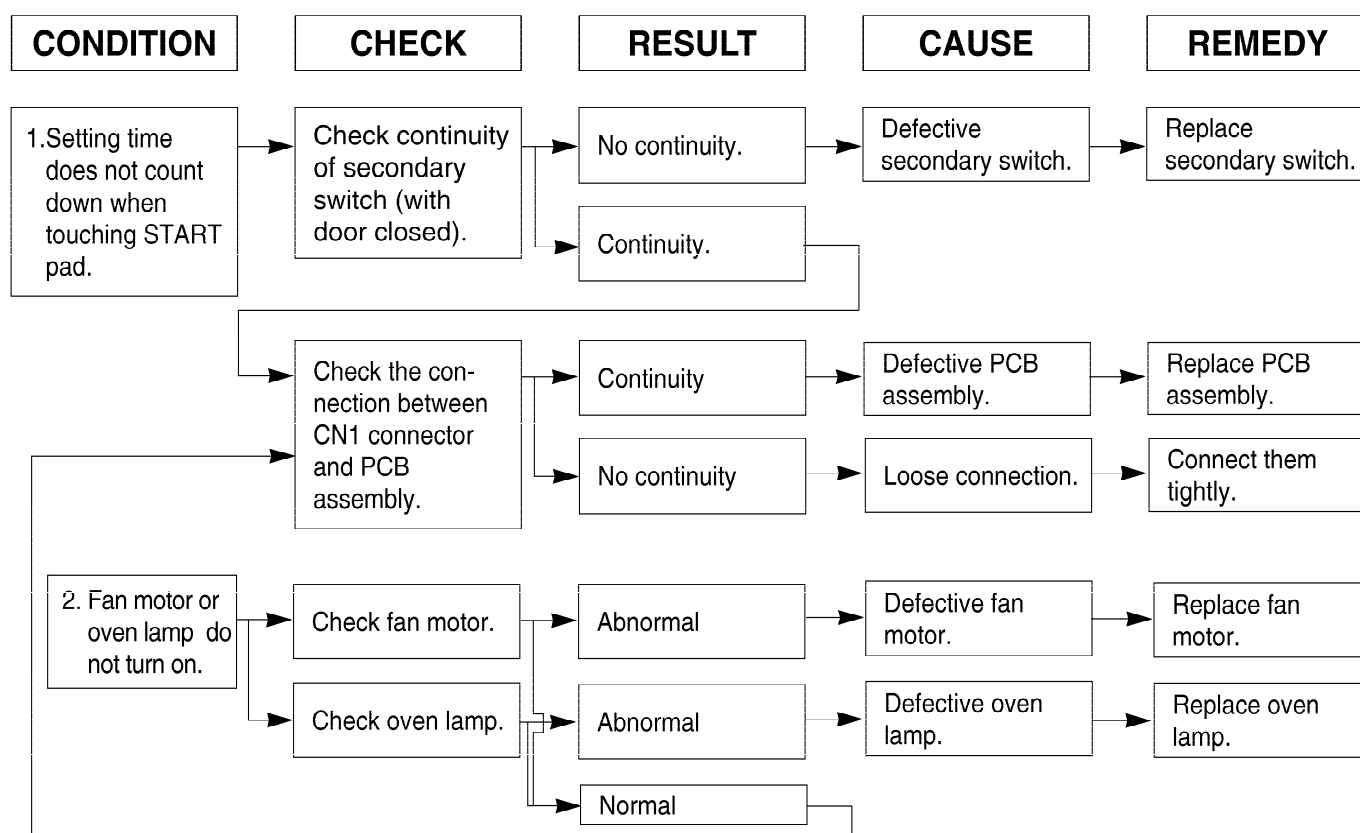 CONDITION
CHECK
RESULT
CAUSE
REMEDY
1.Setting time
does not count
down when
touching START
pad.
Check continuity
of secondary
switch (with
door closed).
No continuity.
Defective
secondary switch.
Replace
secondary switch.
Continuity.
Check the con-
nection between
CN1 connector
and PCB
assembly.
Continuity
Defective PCB
assembly.
Replace PCB
assembly.
No continuity
Loose connection.
Connect them
tightly.
2. Fan motor or
oven lamp do
not turn on.
Check fan motor.
Abnormal
Defective fan
motor.
Replace fan
motor.
Check oven lamp.
Abnormal
Defective oven
lamp.
Replace oven
lamp.
Normal